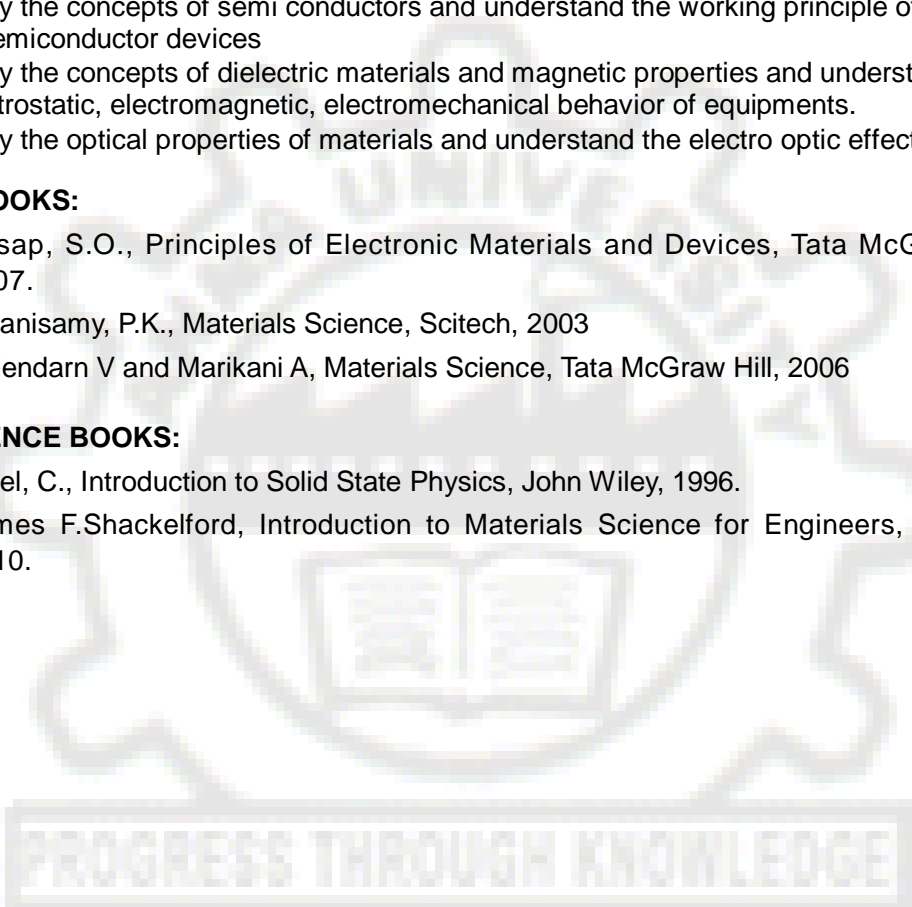 y the concepts of semi conductors and understand the working principle of
emiconductor devices
y the concepts of dielectric materials and magnetic properties and underst
trostatic, electromagnetic, electromechanical behavior of equipments.
y the optical properties of materials and understand the electro optic effect
OOKS:
sap, S.O., Principles of Electronic Materials and Devices, Tata McG
07.
anisamy, P.K., Materials Science, Scitech, 2003
endarn V and Marikani A, Materials Science, Tata McGraw Hill, 2006
ENCE BOOKS:
el, C., Introduction to Solid State Physics, John Wiley, 1996.
mes F.Shackelford, Introduction to Materials Science for Engineers,
10.
UNIVERSITY
PROGRESS THROUGH KNOWLEDGE